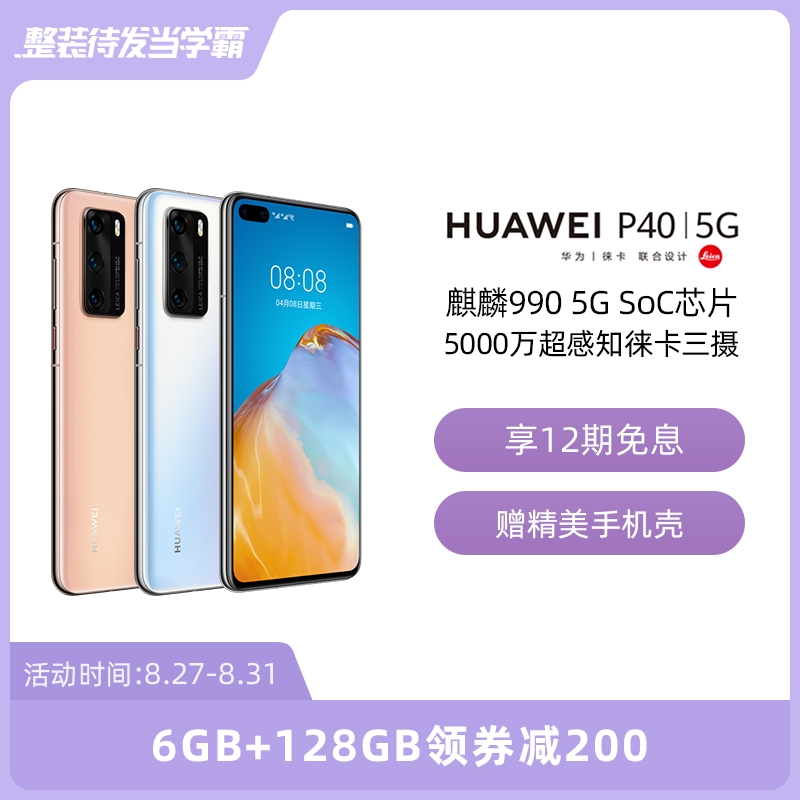 整装待发当学霸
HUAWEI P40 | 5G
华为 | 徕卡 联合设计
Leica
麒麟990 5G SoC芯片
5000万超感知徕卡三摄
08:08
04月08日星期三
HUAWEI
HUAWEI
享12期免息
赠精美手机壳
活动时间:8.27-8.31
6GB+128GB领券减200